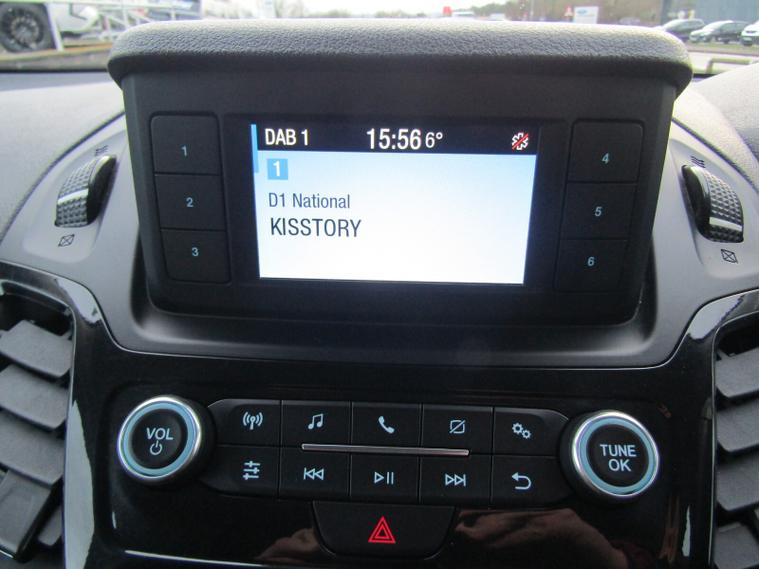 DAB 1 15:56 6°
1
D1 National
KISSTORY
1
2
3
4
5
6
VOL
TUNE
OK